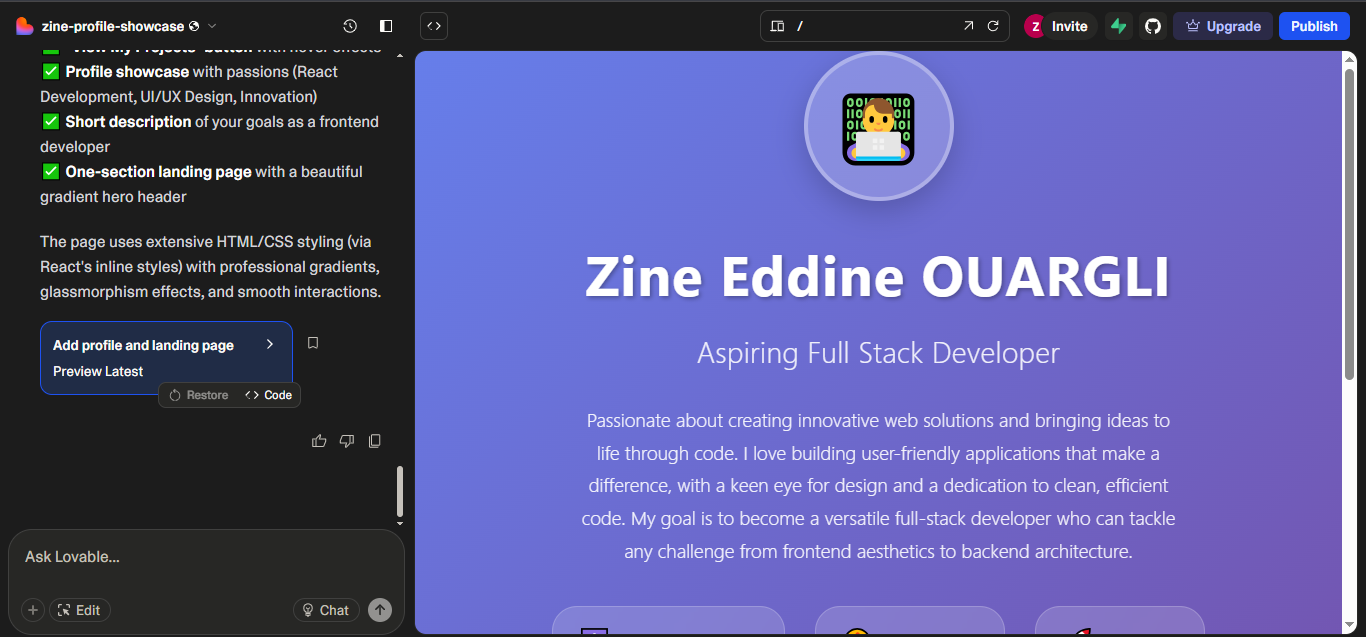 zine-profile-showcase
/
Z
Invite
Upgrade
Publish
"View My Projects" button with hover effects
Profile showcase with passions (React
Development, UI/UX Design, Innovation)
Short description of your goals as a frontend
developer
One-section landing page with a beautiful
gradient hero header
The page uses extensive HTML/CSS styling (via
React's inline styles) with professional gradients,
glassmorphism effects, and smooth interactions.
Add profile and landing page
Preview Latest
Restore
Code
Ask Lovable...
Edit
Chat
Zine Eddine OUARGLI
Aspiring Full Stack Developer
Passionate about creating innovative web solutions and bringing ideas to
life through code. I love building user-friendly applications that make a
difference, with a keen eye for design and a dedication to clean, efficient
code. My goal is to become a versatile full-stack developer who can tackle
any challenge from frontend aesthetics to backend architecture.